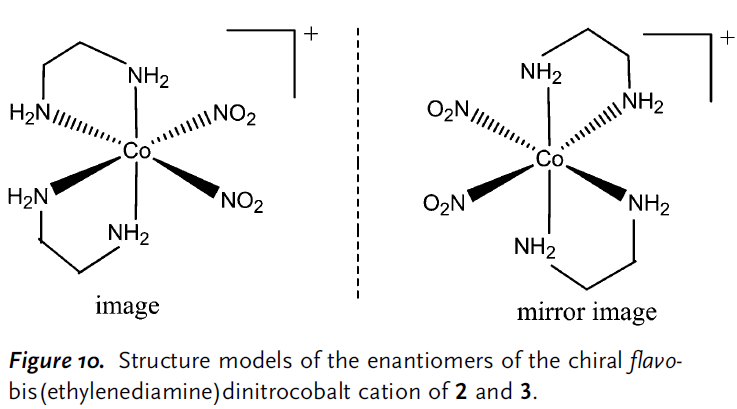 NH2 + NH2 +
H2N NO2 O2N NH2
Co Co
H2N NO2 O2N NH2
NH2 NH2
image mirror image
Figure 10. Structure models of the enantiomers of the chiral flavo-
bis(ethylenediamine)dinitrocobalt cation of 2 and 3.